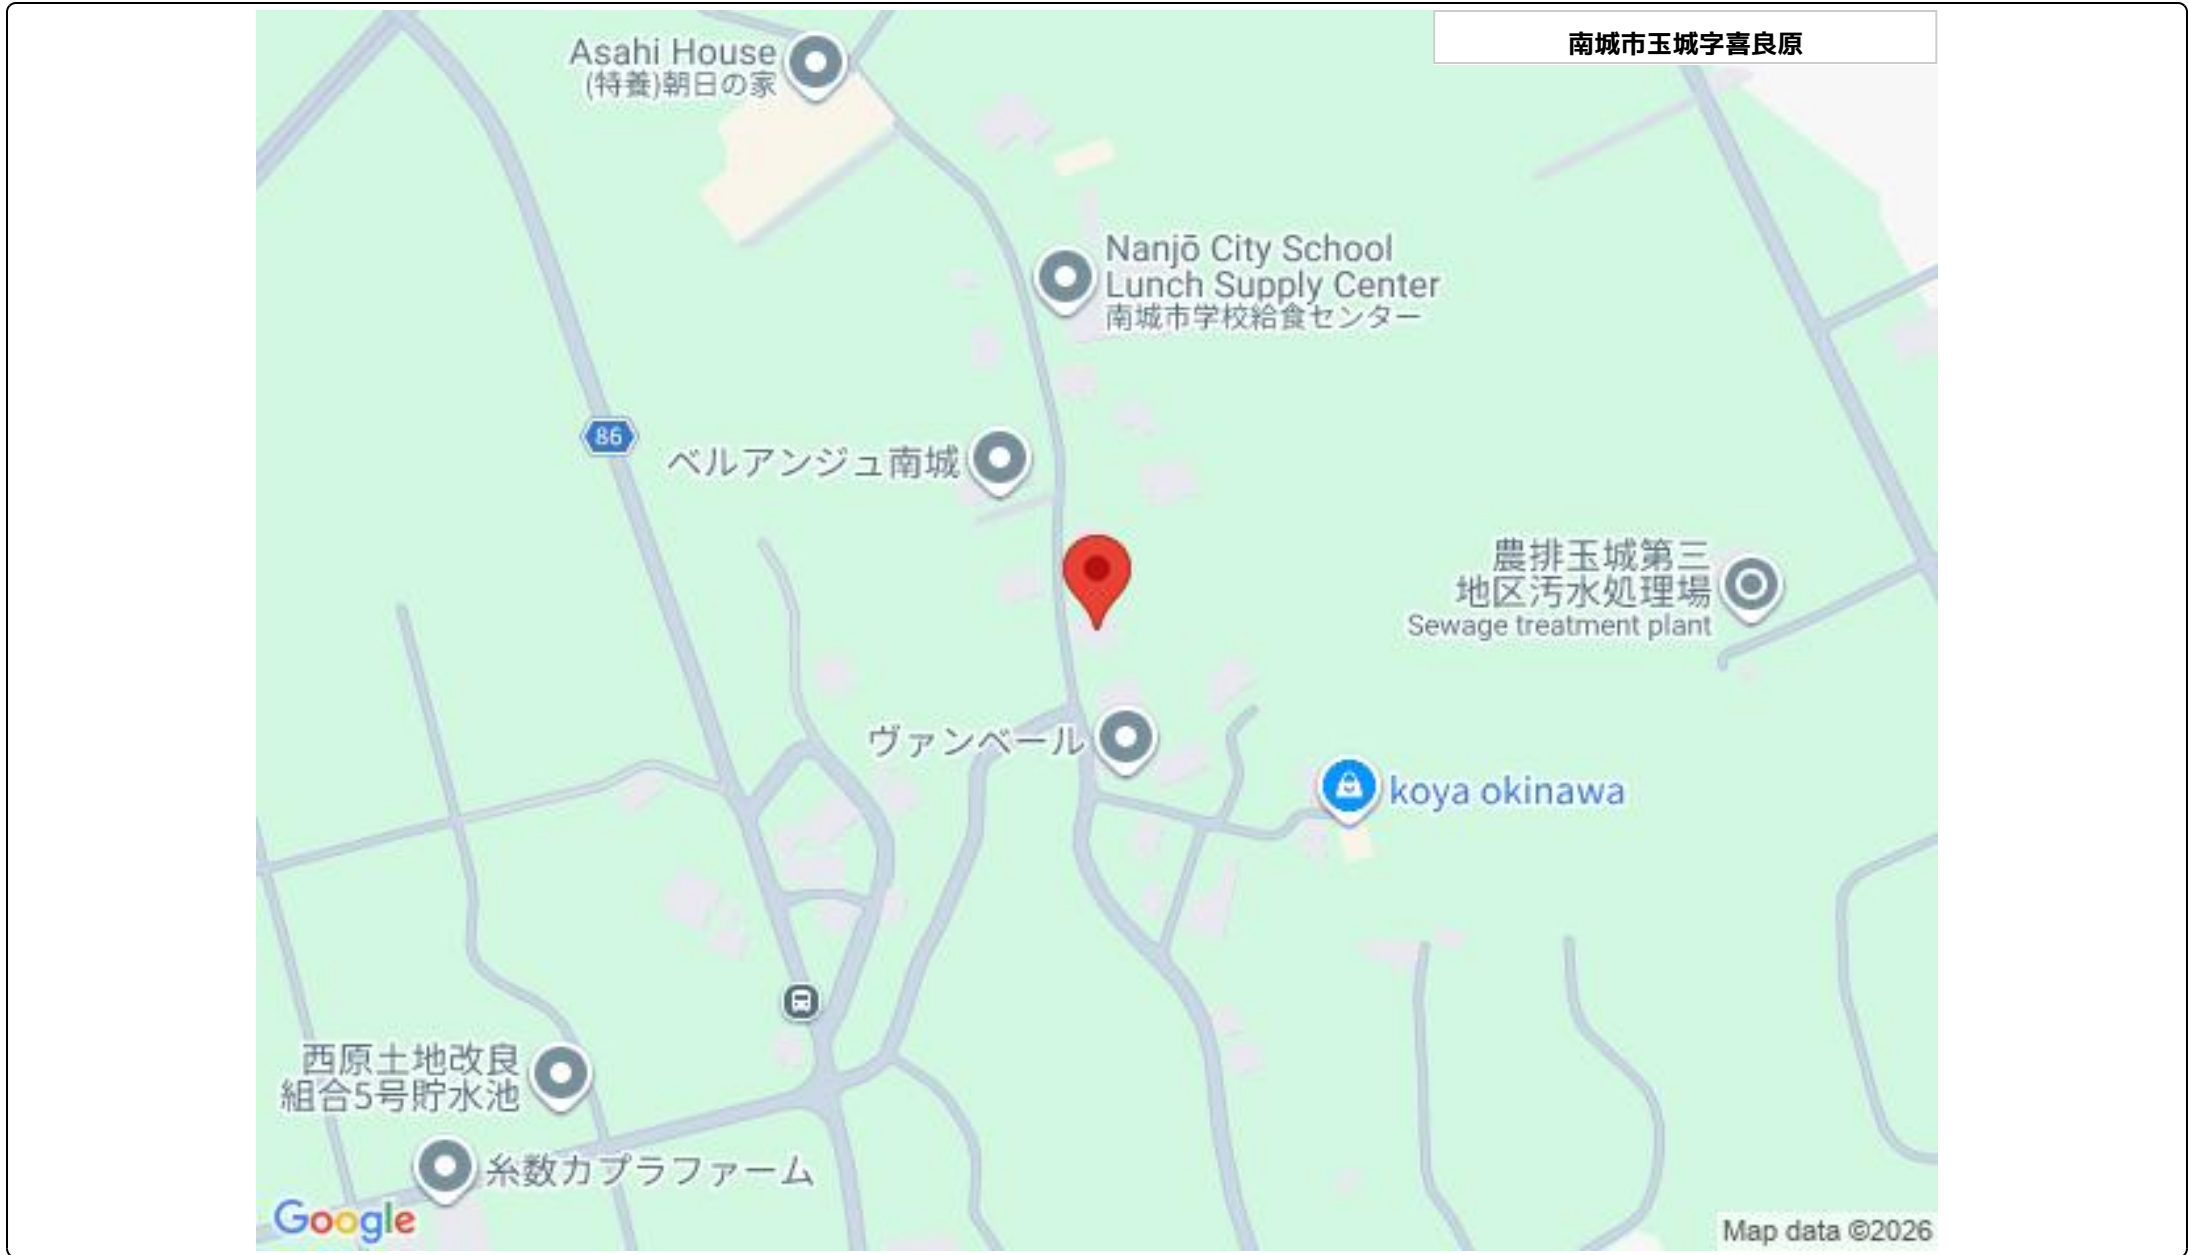 南城市玉城字喜良原
Asahi House
(特養)朝日の家
Nanjō City School
Lunch Supply Center
南城市学校給食センター
86
ベルアンジュ南城
農排玉城第三
地区汚水処理場
Sewage treatment plant
ヴァンベール
koya okinawa
西原土地改良
組合5号貯水池
糸数カプラファーム
Google
Map data ©2026